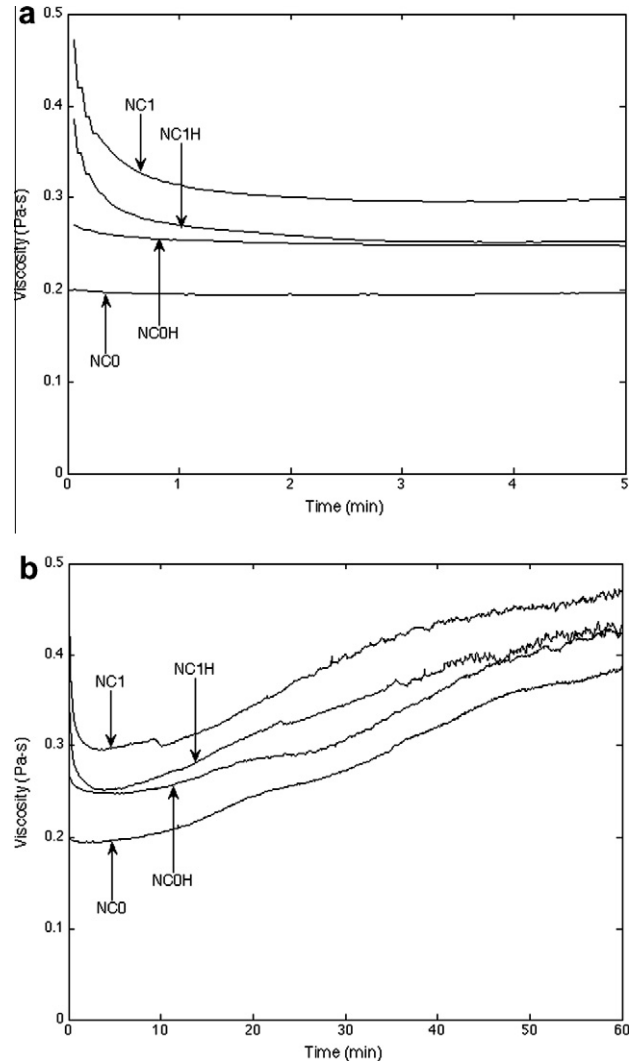 a
0.5
0.4
0.3
0.2
0.1
0
Viscosity (Pa-s)
NC1
NC1H
NC0H
NC0
0 1 2 3 4 5
Time (min)
b
0.5
0.4
0.3
0.2
0.1
0
Viscosity (Pa-s)
NC1
NC1H
NC0H
NC0
0 10 20 30 40 50 60
Time (min)